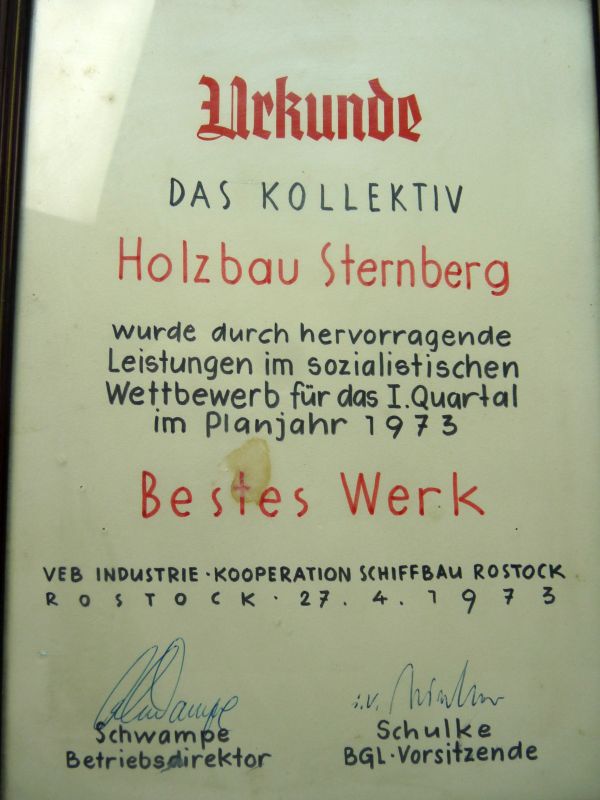 Urkunde
DAS KOLLEKTIV
Holzbau Sternberg
wurde durch hervorragende
Leistungen im sozialistischen
Wettbewerb für das I. Quartal
im Planjahr 1973
Bestes Werk
VEB INDUSTRIE·KOOPERATION SCHIFFBAU ROSTOCK
ROSTOCK·27.4.1973
i.V.
Schwampe
Betriebsdirektor
Schulke
BGL·Vorsitzende